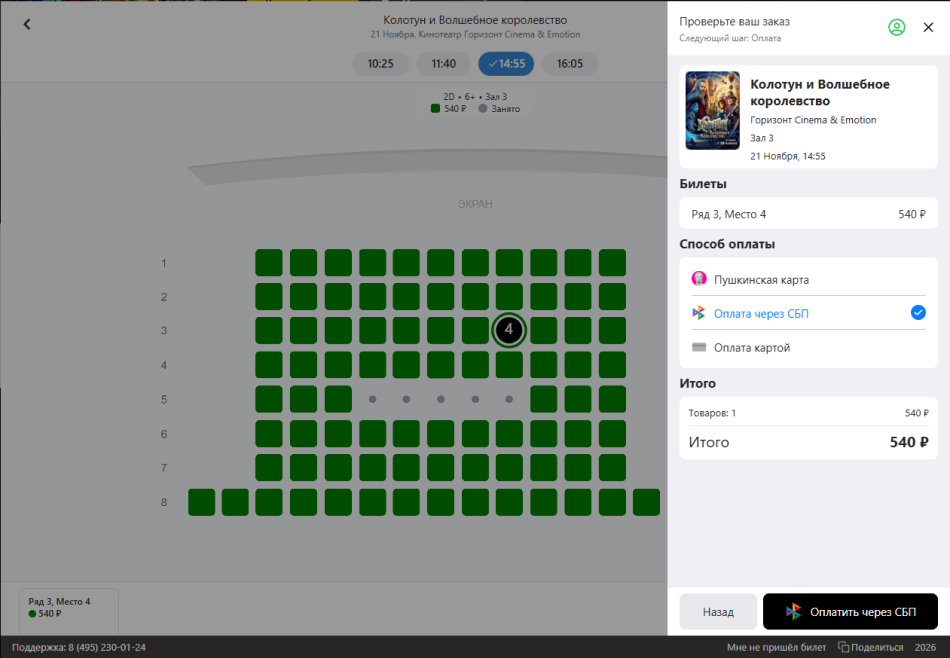 Колотун и Волшебное королевство
21 Ноября. Кинотеатр Горизонт Cinema & Emotion
10:25
11:40
14:55
16:05
2D • 6+ • Зал 3
540 ₽
Занято
ЭКРАН
1
2
3
4
4
5
6
7
8
Ряд 3, Место 4
540 ₽
Проверьте ваш заказ
Следующий шаг: Оплата
Колотун и Волшебное
королевство
Горизонт Cinema & Emotion
Зал 3
21 Ноября, 14:55
Билеты
Ряд 3, Место 4 540 ₽
Способ оплаты
Пушкинская карта
Оплата через СБП
Оплата картой
Итого
Товаров: 1 540 ₽
Итого 540 ₽
Назад
Оплатить через СБП
Поддержка: 8 (495) 230-01-24
Мне не пришёл билет
Поделиться
2026